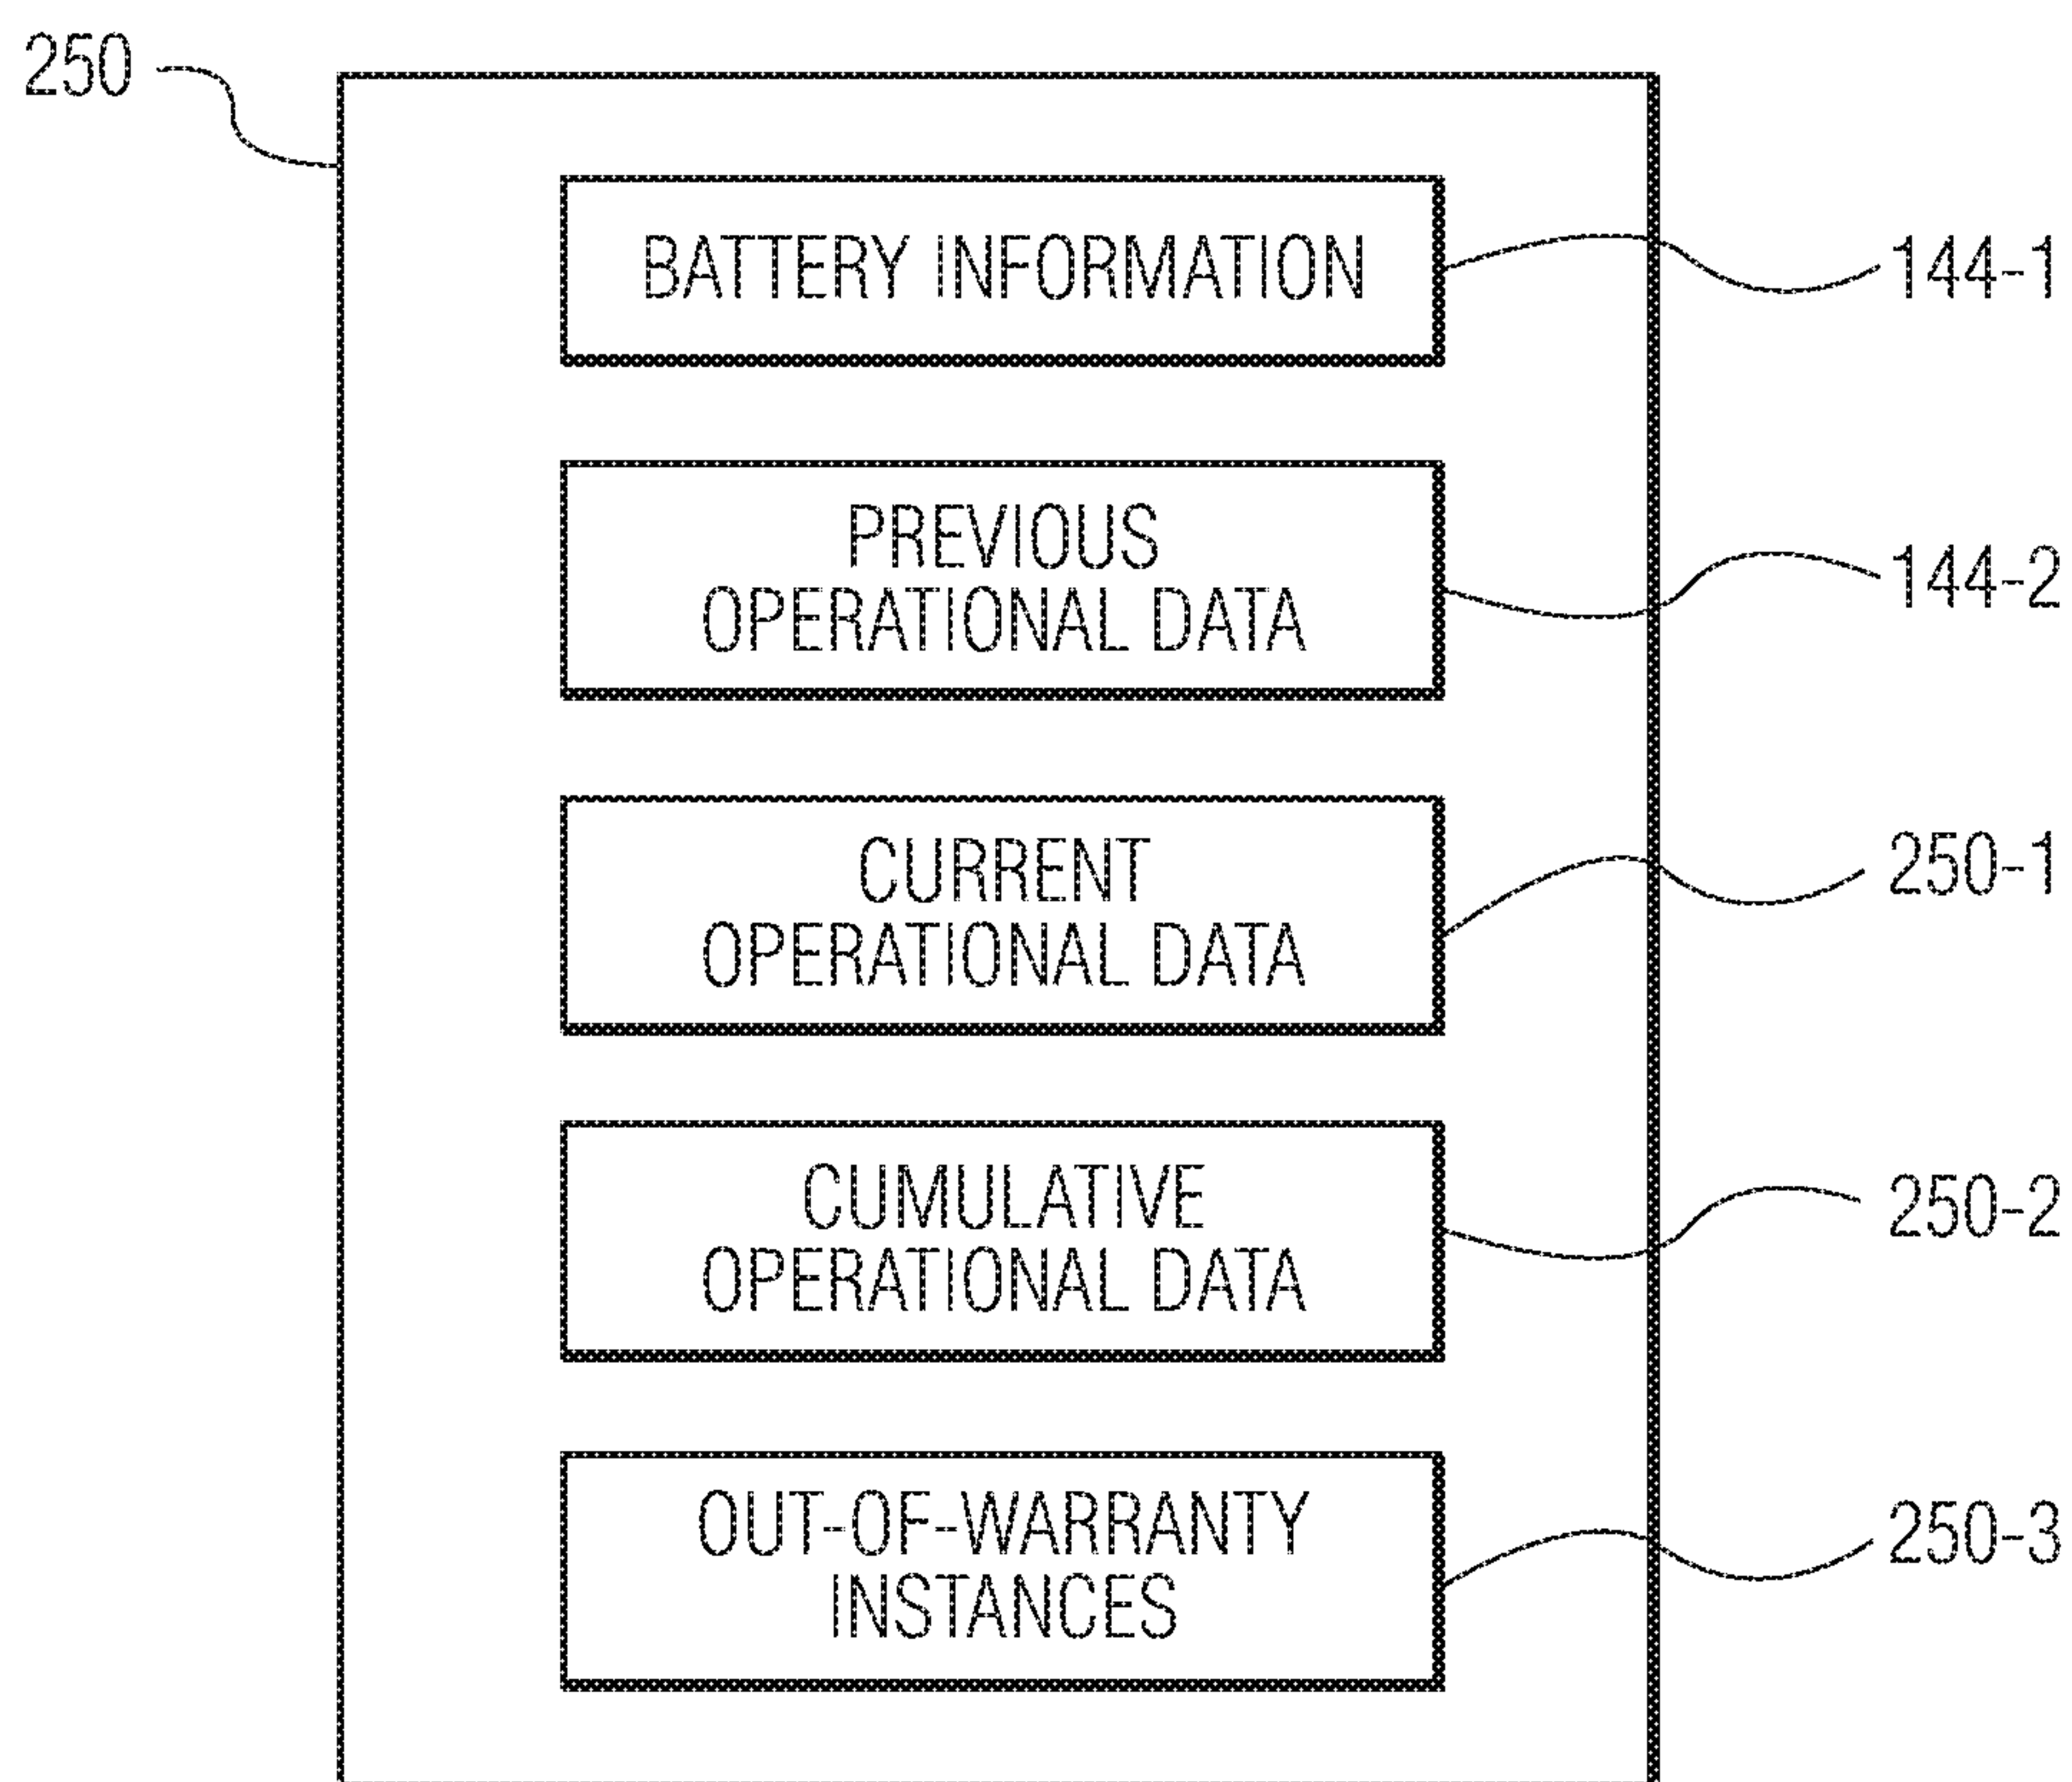 250
BATTERY INFORMATION
144-1
PREVIOUS
OPERATIONAL DATA
144-2
CURRENT
OPERATIONAL DATA
250-1
CUMULATIVE
OPERATIONAL DATA
250-2
OUT-OF-WARRANTY
INSTANCES
250-3